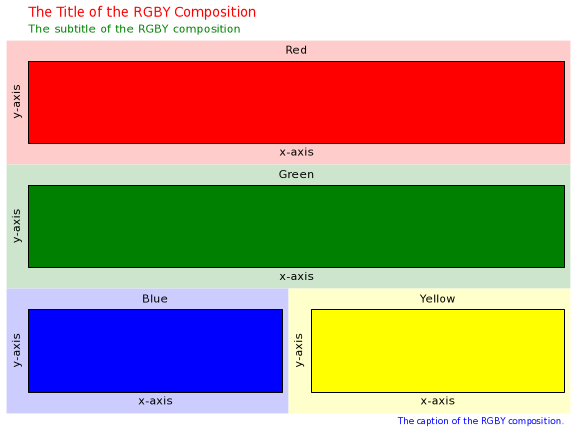 The Title of the RGBY Composition
The subtitle of the RGBY composition
Red
y-axis
x-axis
Green
y-axis
x-axis
Blue
y-axis
x-axis
Yellow
y-axis
x-axis
The caption of the RGBY composition.